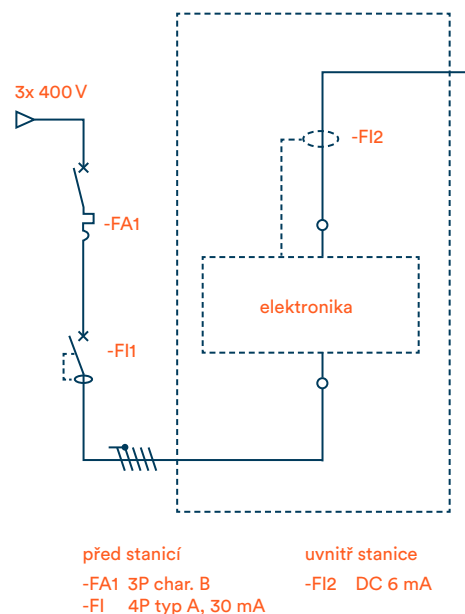 3x 400 V
-FI2
-FA1
elektronika
-FI1
před stanicí
-FA1 3P char. B
-FI 4P typ A, 30 mA
uvnitř stanice
-FI2 DC 6 mA